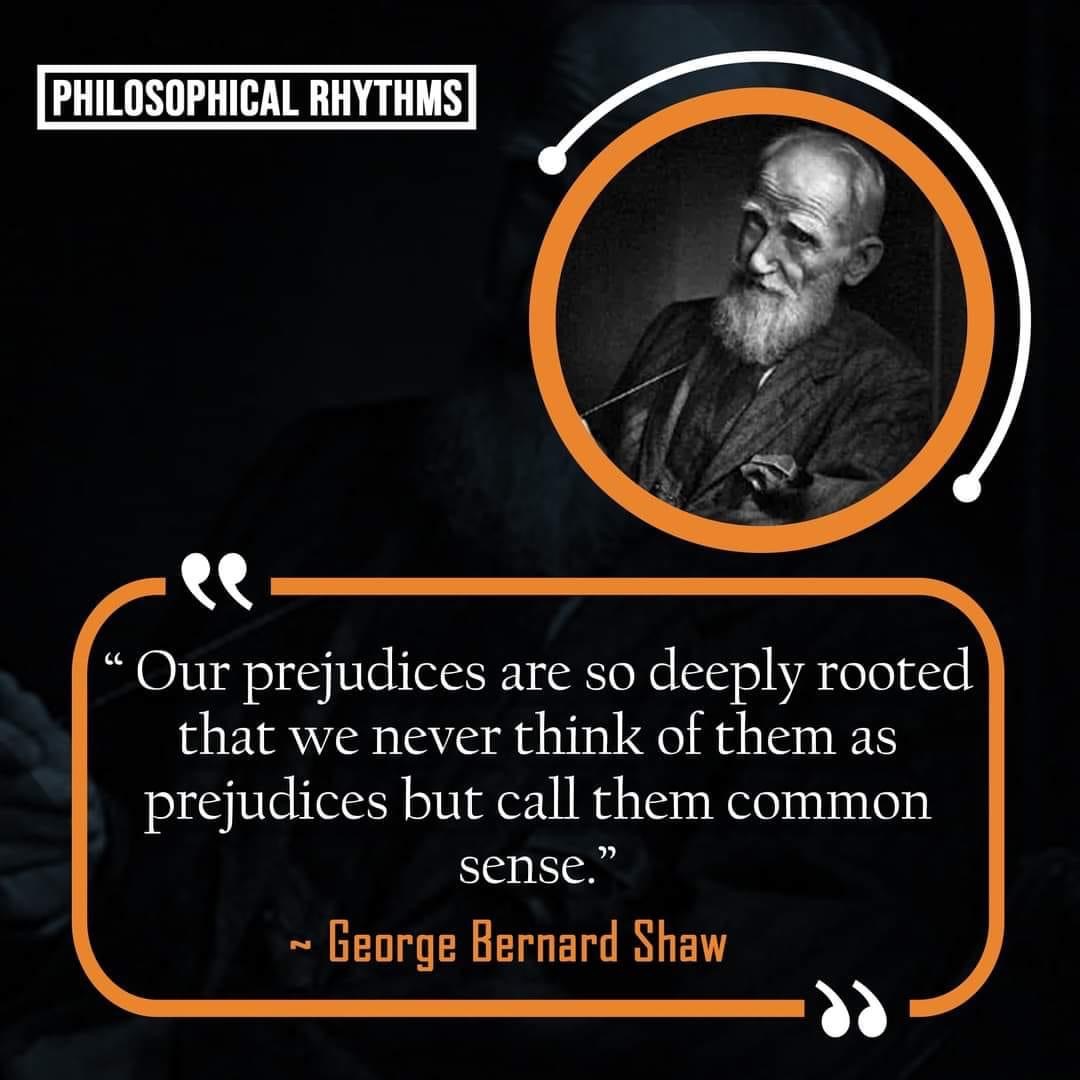 PHILOSOPHICAL RHYTHMS
“ Our prejudices are so deeply rooted
that we never think of them as
prejudices but call them common
sense.”
~ George Bernard Shaw